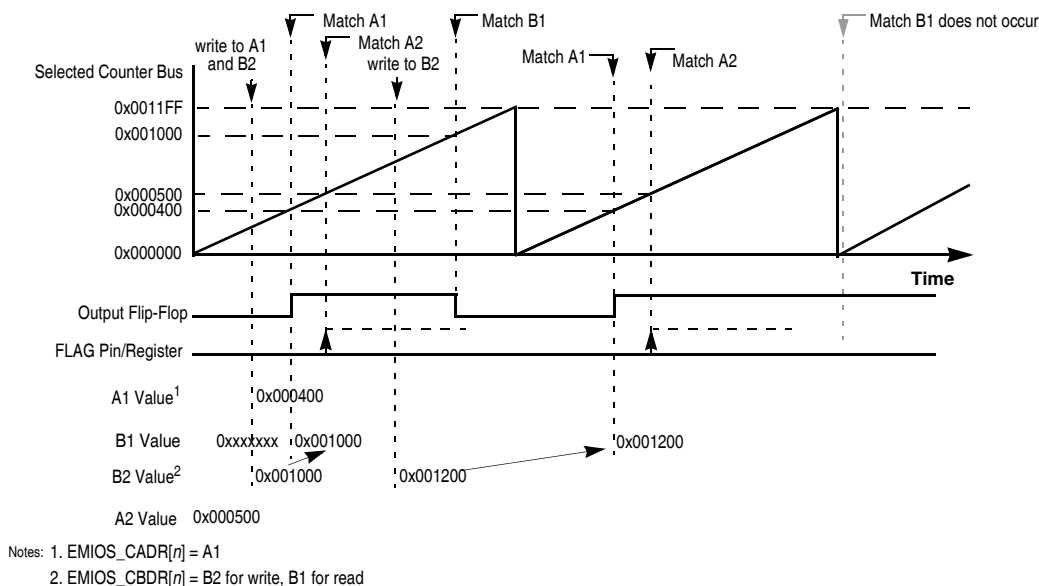 Match A1
Match B1
Match B1 does not occur
write to A1
and B2
Match A2
write to B2
Match A1
Match A2
Selected Counter Bus
0x0011FF
0x001000
0x000500
0x000400
0x000000
Time
Output Flip-Flop
FLAG Pin/Register
A1 Value1 0x000400
B1 Value 0xxxxxxx 0x001000 0x001200
B2 Value2 0x001000 0x001200
A2 Value 0x000500
Notes: 1. EMIOS_CADR[n] = A1
2. EMIOS_CBDR[n] = B2 for write, B1 for read